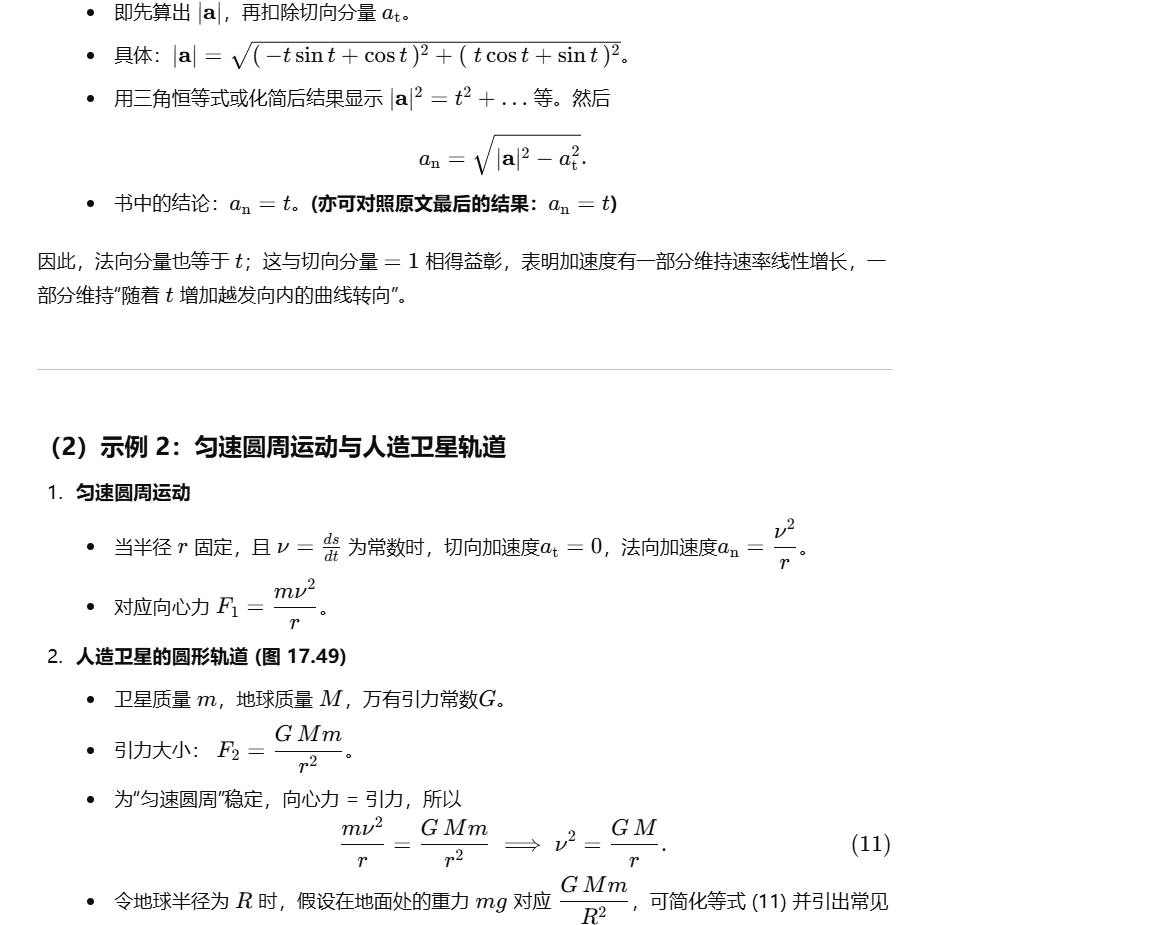 • 即先算出 |a|，再扣除切向分量 a_t。
• 具体：|a| = √((−t sin t + cos t)² + (t cos t + sin t)²)。
• 用三角恒等式或化简后结果显示 |a|² = t² + … 等。然后
a_n = √(|a|² − a_t²).
• 书中的结论：a_n = t。(亦可对照原文最后的结果：a_n = t)
因此，法向分量也等于 t；这与切向分量 = 1 相得益彰，表明加速度有一部分维持速率线性增长，一
部分维持“随着 t 增加越发向内的曲线转向”。
（2）示例 2：匀速圆周运动与人造卫星轨道
1. 匀速圆周运动
• 当半径 r 固定，且 ν = ds/dt 为常数时，切向加速度a_t = 0，法向加速度a_n = ν²/r。
• 对应向心力 F₁ = mν²/r。
2. 人造卫星的圆形轨道 (图 17.49)
• 卫星质量 m，地球质量 M，万有引力常数G。
• 引力大小： F₂ = G Mm/r²。
• 为“匀速圆周”稳定，向心力 = 引力，所以
mν²/r = G Mm/r² ⟹ ν² = G M/r. (11)
• 令地球半径为 R 时，假设在地面处的重力 mg 对应 G Mm/R²，可简化等式 (11) 并引出常见